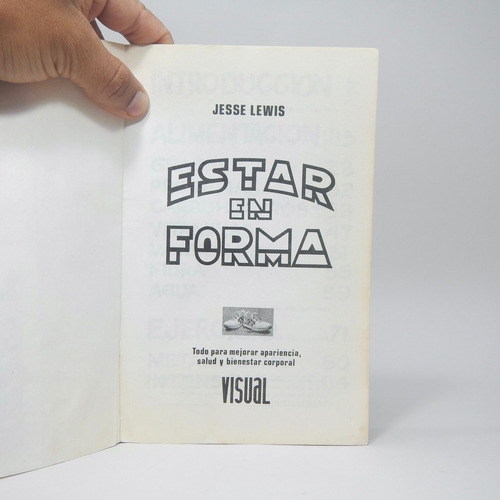 JESSE LEWIS
ESTAR
EN
FORMA
Todo para mejorar apariencia,
salud y bienestar corporal
VISUAL